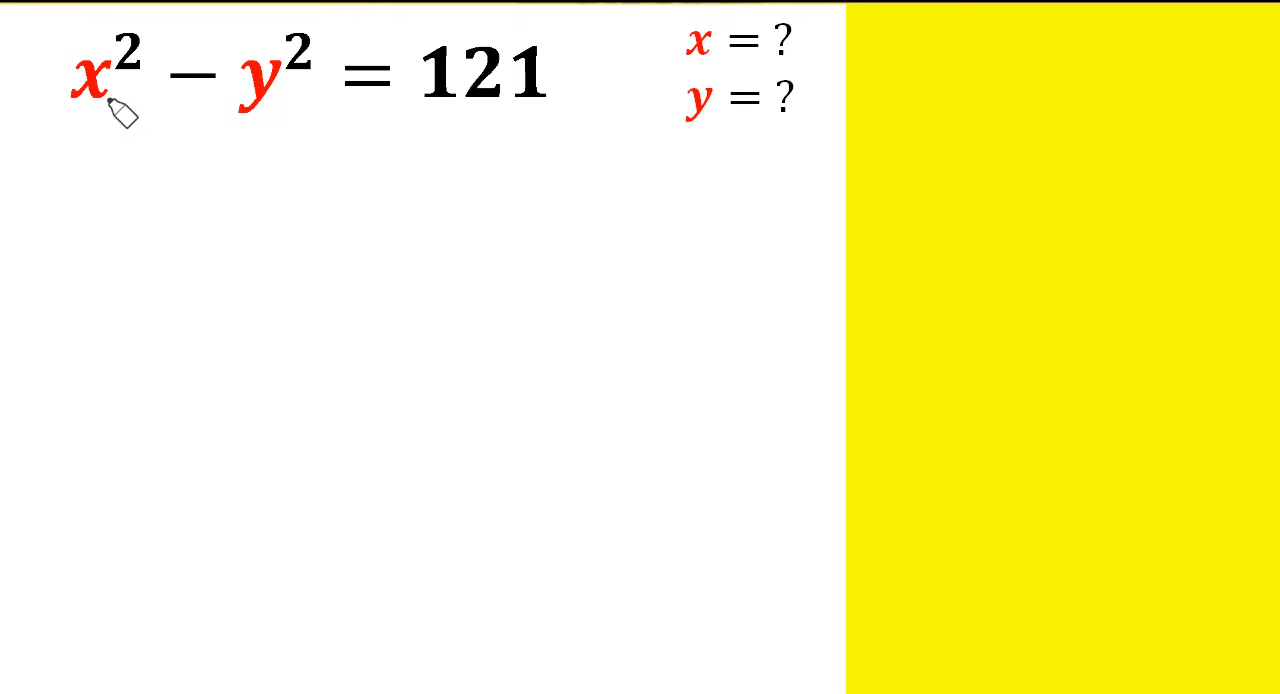 x² − y² = 121
x = ?
y = ?